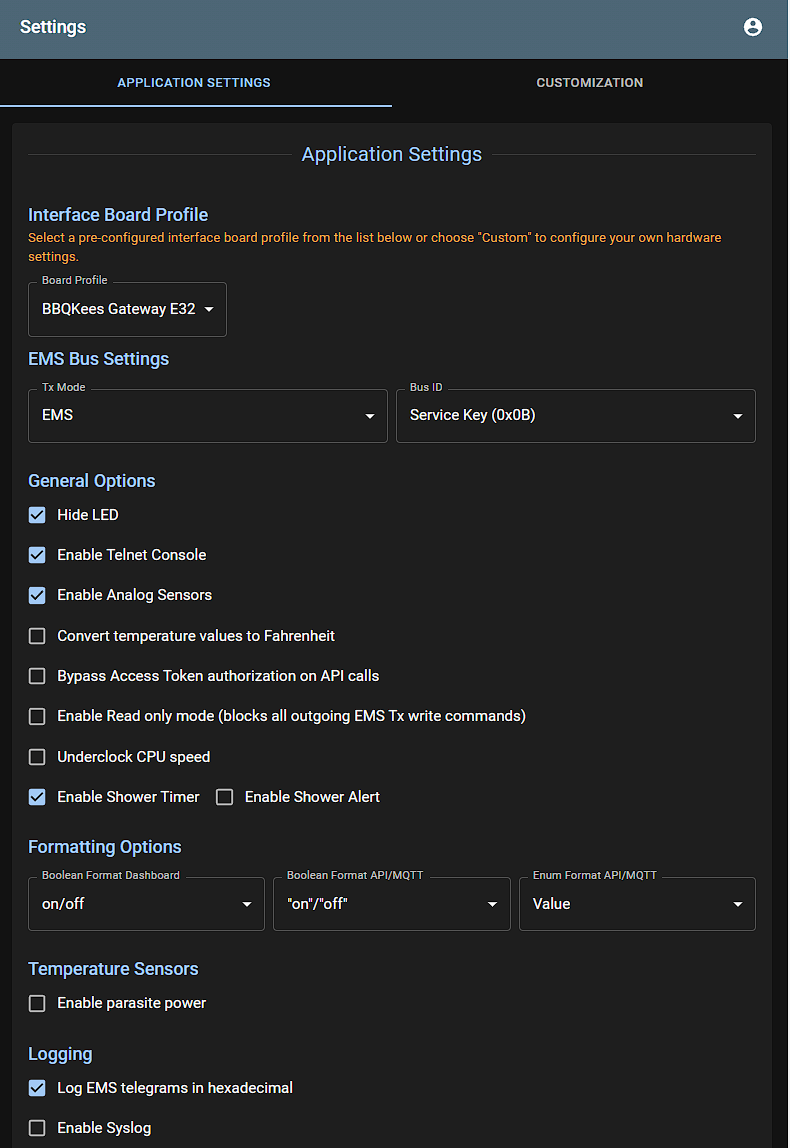 Settings
APPLICATION SETTINGS
CUSTOMIZATION
Application Settings
Interface Board Profile
Select a pre-configured interface board profile from the list below or choose "Custom" to configure your own hardware
settings.
Board Profile
BBQKees Gateway E32
EMS Bus Settings
Tx Mode
EMS
Bus ID
Service Key (0x0B)
General Options
Hide LED
Enable Telnet Console
Enable Analog Sensors
Convert temperature values to Fahrenheit
Bypass Access Token authorization on API calls
Enable Read only mode (blocks all outgoing EMS Tx write commands)
Underclock CPU speed
Enable Shower Timer
Enable Shower Alert
Formatting Options
Boolean Format Dashboard
on/off
Boolean Format API/MQTT
"on"/"off"
Enum Format API/MQTT
Value
Temperature Sensors
Enable parasite power
Logging
Log EMS telegrams in hexadecimal
Enable Syslog